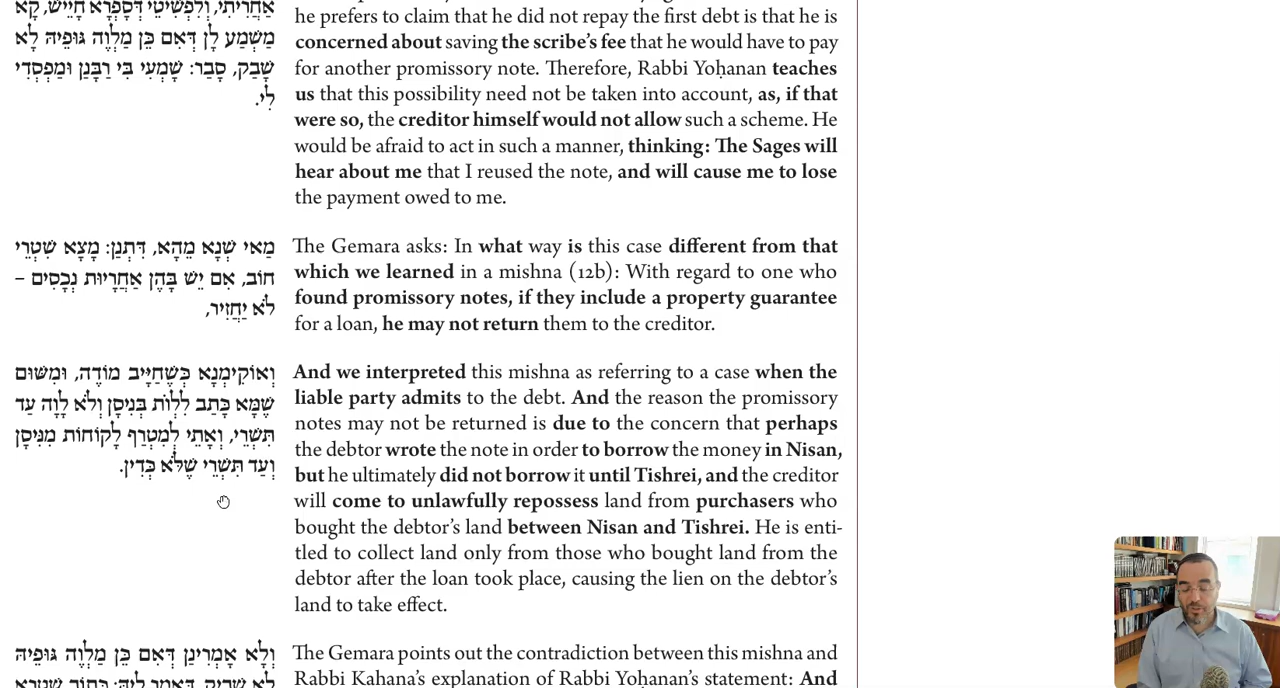 אַחֲרִיתִי, וְלִפְשִׁיטֵי דְּסָפְרָא חָיֵישׁ, קָא
מַשְׁמַע לַן דְּאִם כֵּן מַלְוֶה גּוּפֵיהּ לָא
שָׁבַק, סָבַר: שָׁמְעִי בִּי רַבָּנַן וּמַפְסְדִי
לִי.
he prefers to claim that he did not repay the first debt is that he is
concerned about saving the scribe's fee that he would have to pay
for another promissory note. Therefore, Rabbi Yoḥanan teaches
us that this possibility need not be taken into account, as, if that
were so, the creditor himself would not allow such a scheme. He
would be afraid to act in such a manner, thinking: The Sages will
hear about me that I reused the note, and will cause me to lose
the payment owed to me.
מַאי שְׁנָא מֵהָא, דִּתְנַן: מָצָא שִׁטְרֵי
חוֹב, אִם יֵשׁ בָּהֶן אַחֲרָיוּת נְכָסִים –
לֹא יַחֲזִיר,
The Gemara asks: In what way is this case different from that
which we learned in a mishna (12b): With regard to one who
found promissory notes, if they include a property guarantee
for a loan, he may not return them to the creditor.
וְאוֹקִימְנָא כְּשֶׁחַיָּיב מוֹדֶה, וּמִשּׁוּם
שֶׁמָּא כָּתַב לִלְווֹת בְּנִיסָן וְלֹא לָוָה עַד
תִּשְׁרֵי, וְאָתֵי לְמִטְרַף לָקוֹחוֹת מִנִּיסָן
וְעַד תִּשְׁרֵי שֶׁלֹּא כְּדִין.
And we interpreted this mishna as referring to a case when the
liable party admits to the debt. And the reason the promissory
notes may not be returned is due to the concern that perhaps
the debtor wrote the note in order to borrow the money in Nisan,
but he ultimately did not borrow it until Tishrei, and the creditor
will come to unlawfully repossess land from purchasers who
bought the debtor's land between Nisan and Tishrei. He is enti-
tled to collect land only from those who bought land from the
debtor after the loan took place, causing the lien on the debtor's
land to take effect.
וְלָא אָמְרִינַן דְּאִם כֵּן מַלְוֶה גּוּפֵיהּ
לָא שָׁבֵיק, דְּאָמַר לֵיהּ: כְּתוֹב שְׁטָרָא
The Gemara points out the contradiction between this mishna and
Rabbi Kahana's explanation of Rabbi Yoḥanan's statement: And